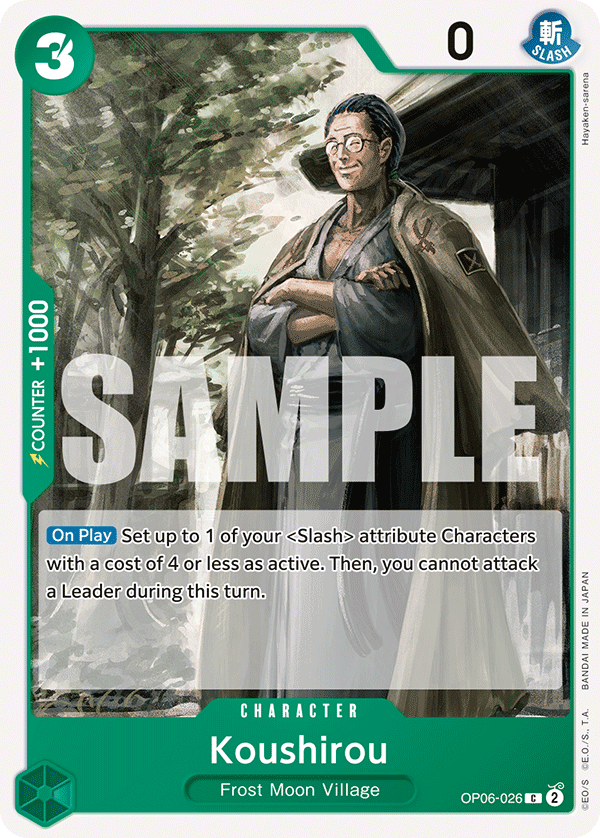 3
0
斬
SLASH
Hayaken-sarena
COUNTER +1000
SAMPLE
On Play Set up to 1 of your <Slash> attribute Characters
with a cost of 4 or less as active. Then, you cannot attack
a Leader during this turn.
CHARACTER
Koushirou
Frost Moon Village
OP06-026 C 2
©EO/S ©E.O./S., T.A. BANDAI MADE IN JAPAN